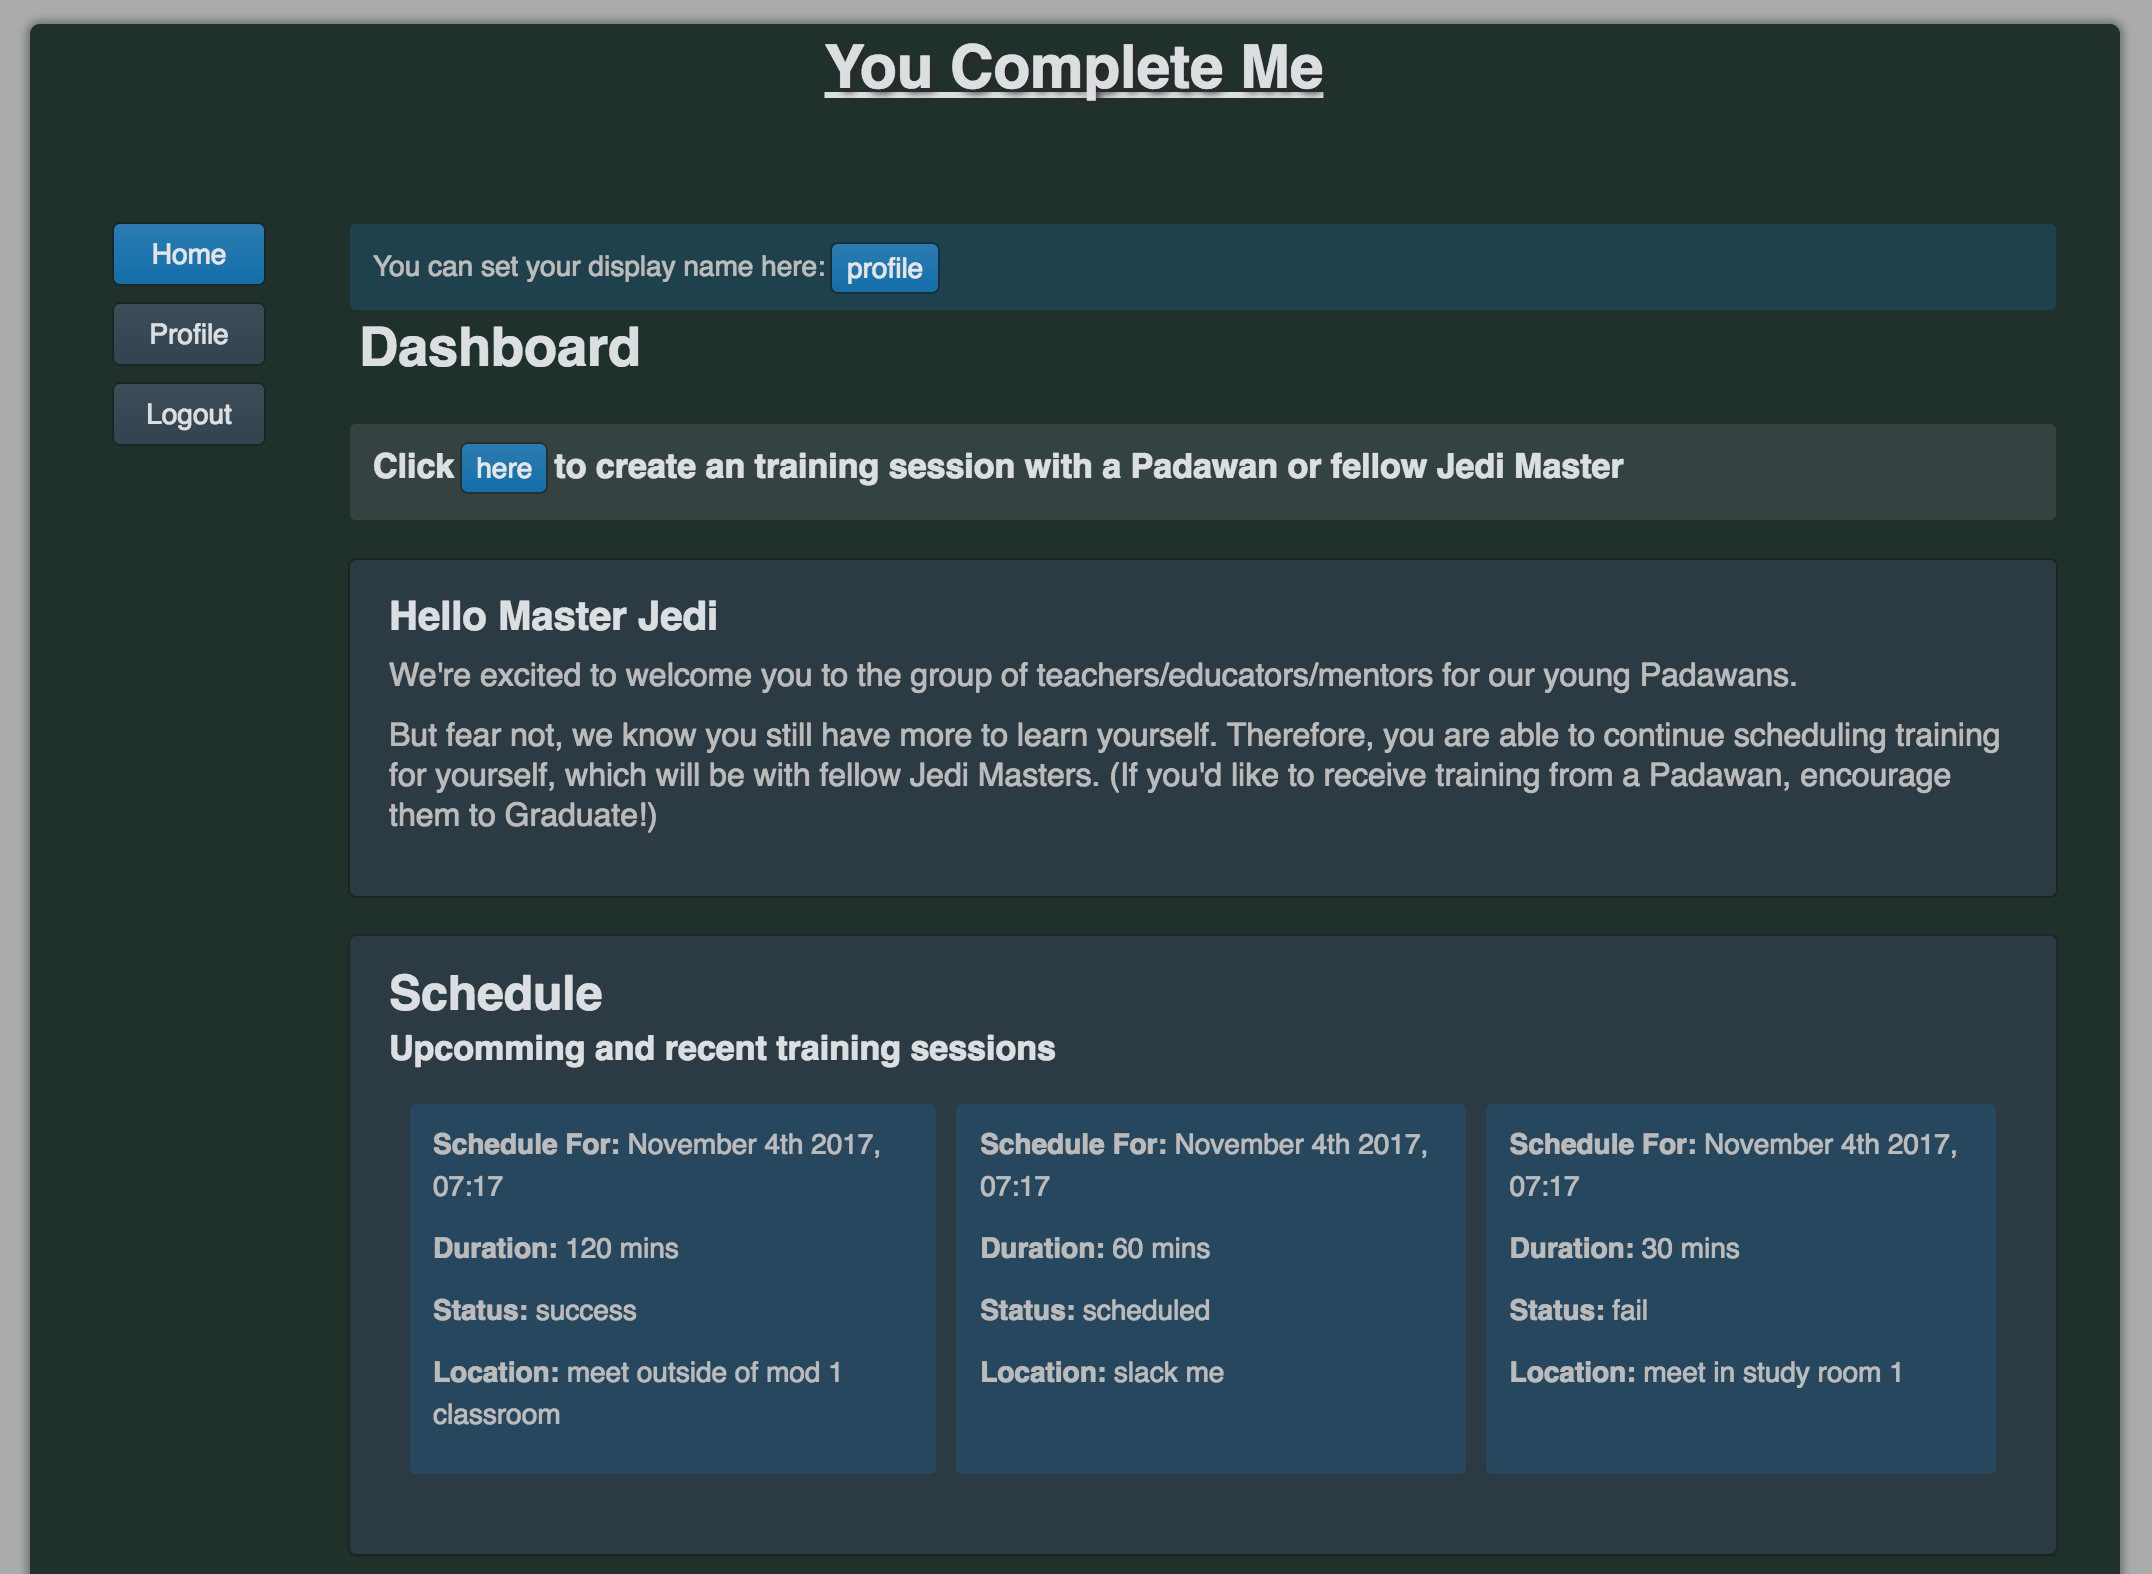 You Complete Me
Home
Profile
Logout
You can set your display name here: profile
Dashboard
Click here to create an training session with a Padawan or fellow Jedi Master
Hello Master Jedi
We're excited to welcome you to the group of teachers/educators/mentors for our young Padawans.
But fear not, we know you still have more to learn yourself. Therefore, you are able to continue scheduling training
for yourself, which will be with fellow Jedi Masters. (If you'd like to receive training from a Padawan, encourage
them to Graduate!)
Schedule
Upcomming and recent training sessions
Schedule For: November 4th 2017,
07:17
Duration: 120 mins
Status: success
Location: meet outside of mod 1
classroom
Schedule For: November 4th 2017,
07:17
Duration: 60 mins
Status: scheduled
Location: slack me
Schedule For: November 4th 2017,
07:17
Duration: 30 mins
Status: fail
Location: meet in study room 1